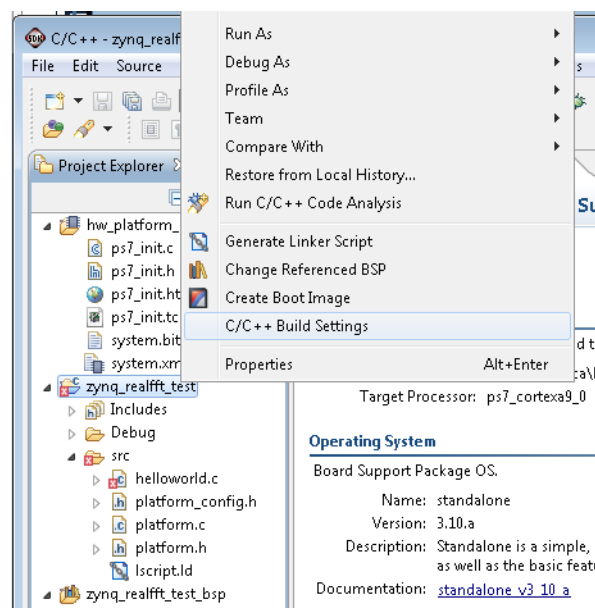 C/C++ - zynq_realf
File Edit Source
Run As
Debug As
Profile As
Team
Compare With
Restore from Local History...
Run C/C++ Code Analysis
Generate Linker Script
Change Referenced BSP
Create Boot Image
C/C++ Build Settings
Properties Alt+Enter
Project Explorer
hw_platform_
ps7_init.c
ps7_init.h
ps7_init.ht
ps7_init.tc
system.bit
system.xm
zynq_realfft_test
Includes
Debug
src
helloworld.c
platform_config.h
platform.c
platform.h
lscript.ld
zynq_realfft_test_bsp
Su
d t
ca\
Target Processor: ps7_cortexa9_0
Operating System
Board Support Package OS.
Name: standalone
Version: 3.10.a
Description: Standalone is a simple,
as well as the basic featu
Documentation: standalone_v3_10_a